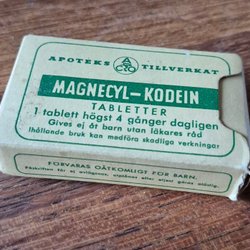 APOTEKS TILLVERKAT
ACO
MAGNECYL-KODEIN
TABLETTER
1 tablett högst 4 gånger dagligen
Gives ej åt barn utan läkares råd
Ihållande bruk kan medföra skadliga verkningar
FÖRVARAS OÅTKOMLIGT FÖR BARN.